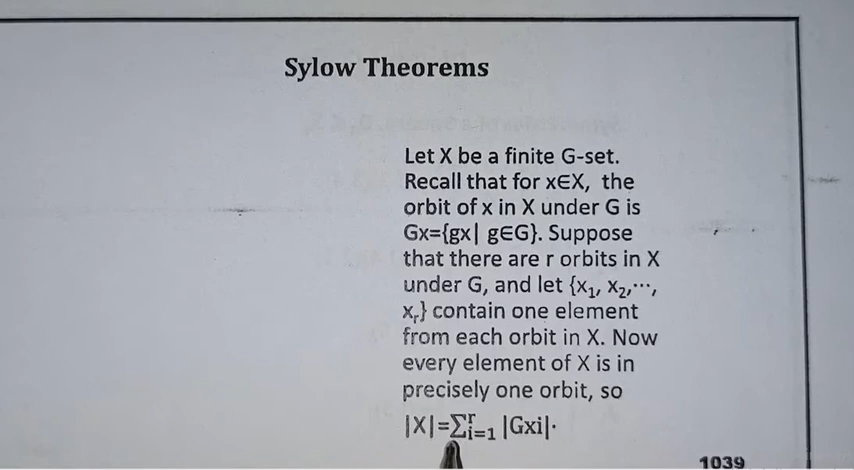 Sylow Theorems
Let X be a finite G-set.
Recall that for x∈X, the
orbit of x in X under G is
Gx={gx| g∈G}. Suppose
that there are r orbits in X
under G, and let {x₁, x₂,⋯,
xᵣ} contain one element
from each orbit in X. Now
every element of X is in
precisely one orbit, so
|X|=∑ʳᵢ₌₁ |Gxi|.
1039